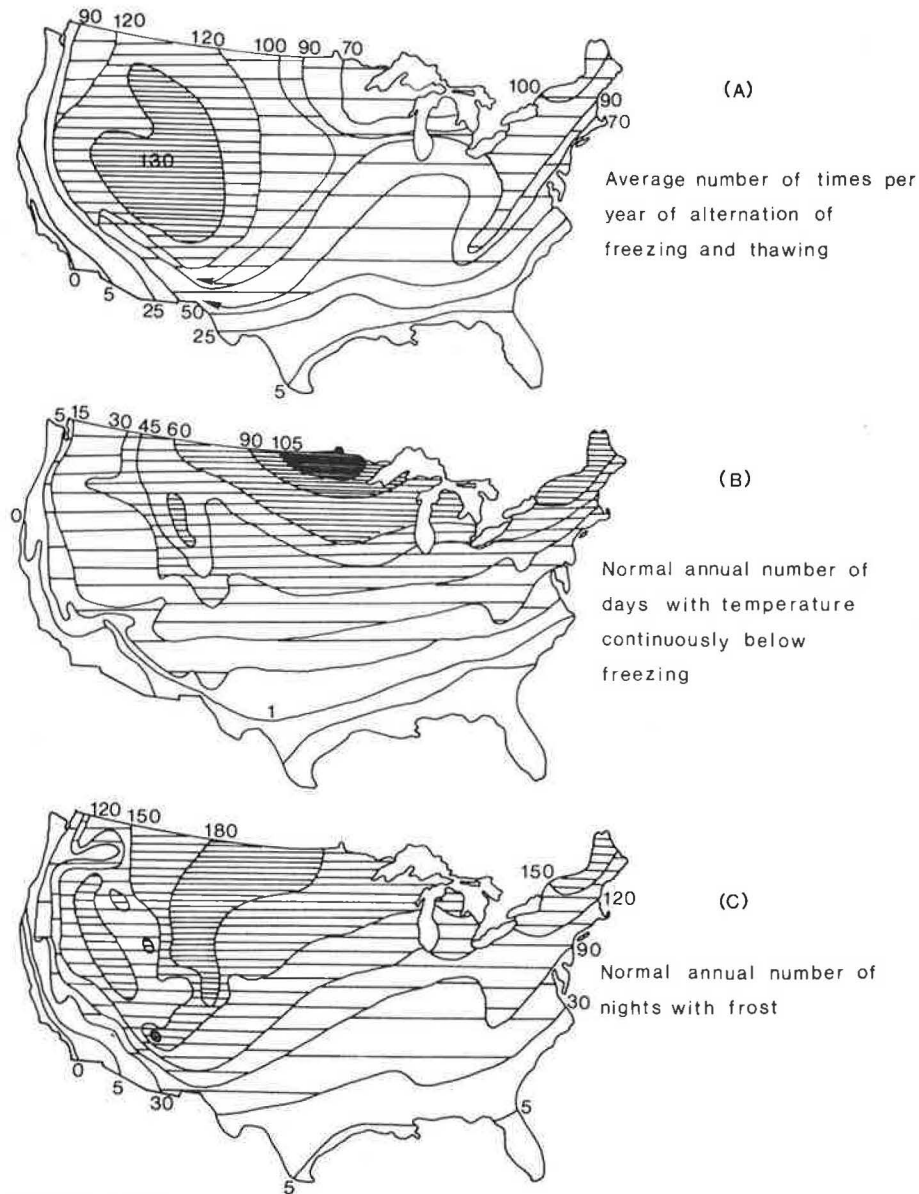 90 120
120
100
90
70
100
90
70
130
0
5
25
50
25
5
(A)
Average number of times per
year of alternation of
freezing and thawing
5 15
30
45
60
90
105
0
1
(B)
Normal annual number of
days with temperature
continuously below
freezing
120
150
180
150
120
90
30
0
5
30
5
5
(C)
Normal annual number of
nights with frost